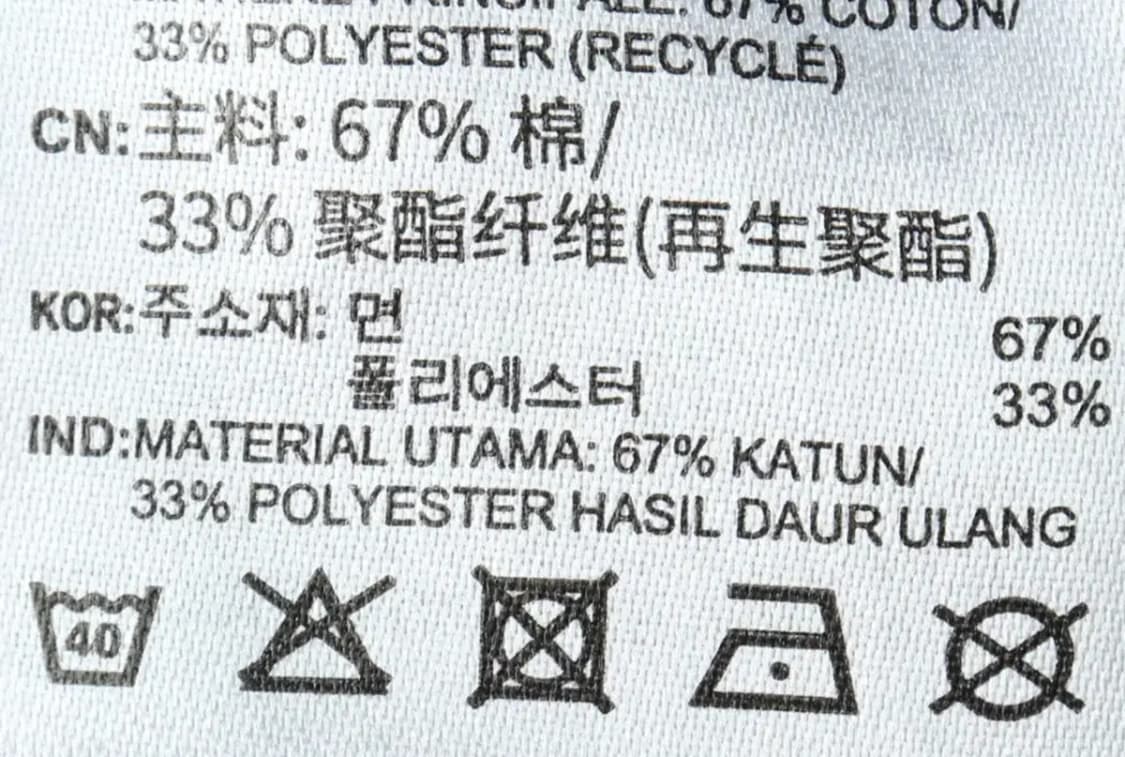 67% COTON/
33% POLYESTER (RECYCLÉ)
CN:主料: 67% 棉/
33% 聚酯纤维(再生聚酯)
KOR:주소재: 면 67%
폴리에스터 33%
IND:MATERIAL UTAMA: 67% KATUN/
33% POLYESTER HASIL DAUR ULANG
40